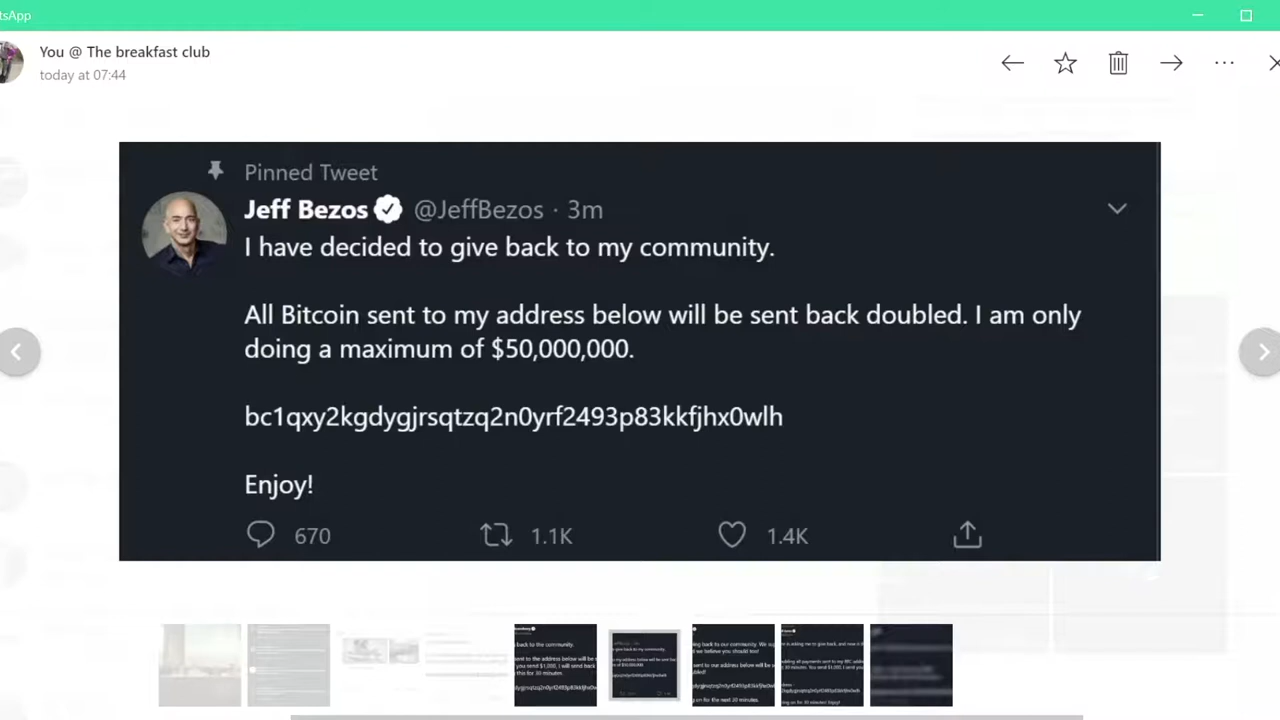 tsApp
You @ The breakfast club
today at 07:44
Pinned Tweet
Jeff Bezos @JeffBezos · 3m
I have decided to give back to my community.
All Bitcoin sent to my address below will be sent back doubled. I am only
doing a maximum of $50,000,000.
bc1qxy2kgdygjrsqtzq2n0yrf2493p83kkfjhx0wlh
Enjoy!
670 1.1K 1.4K